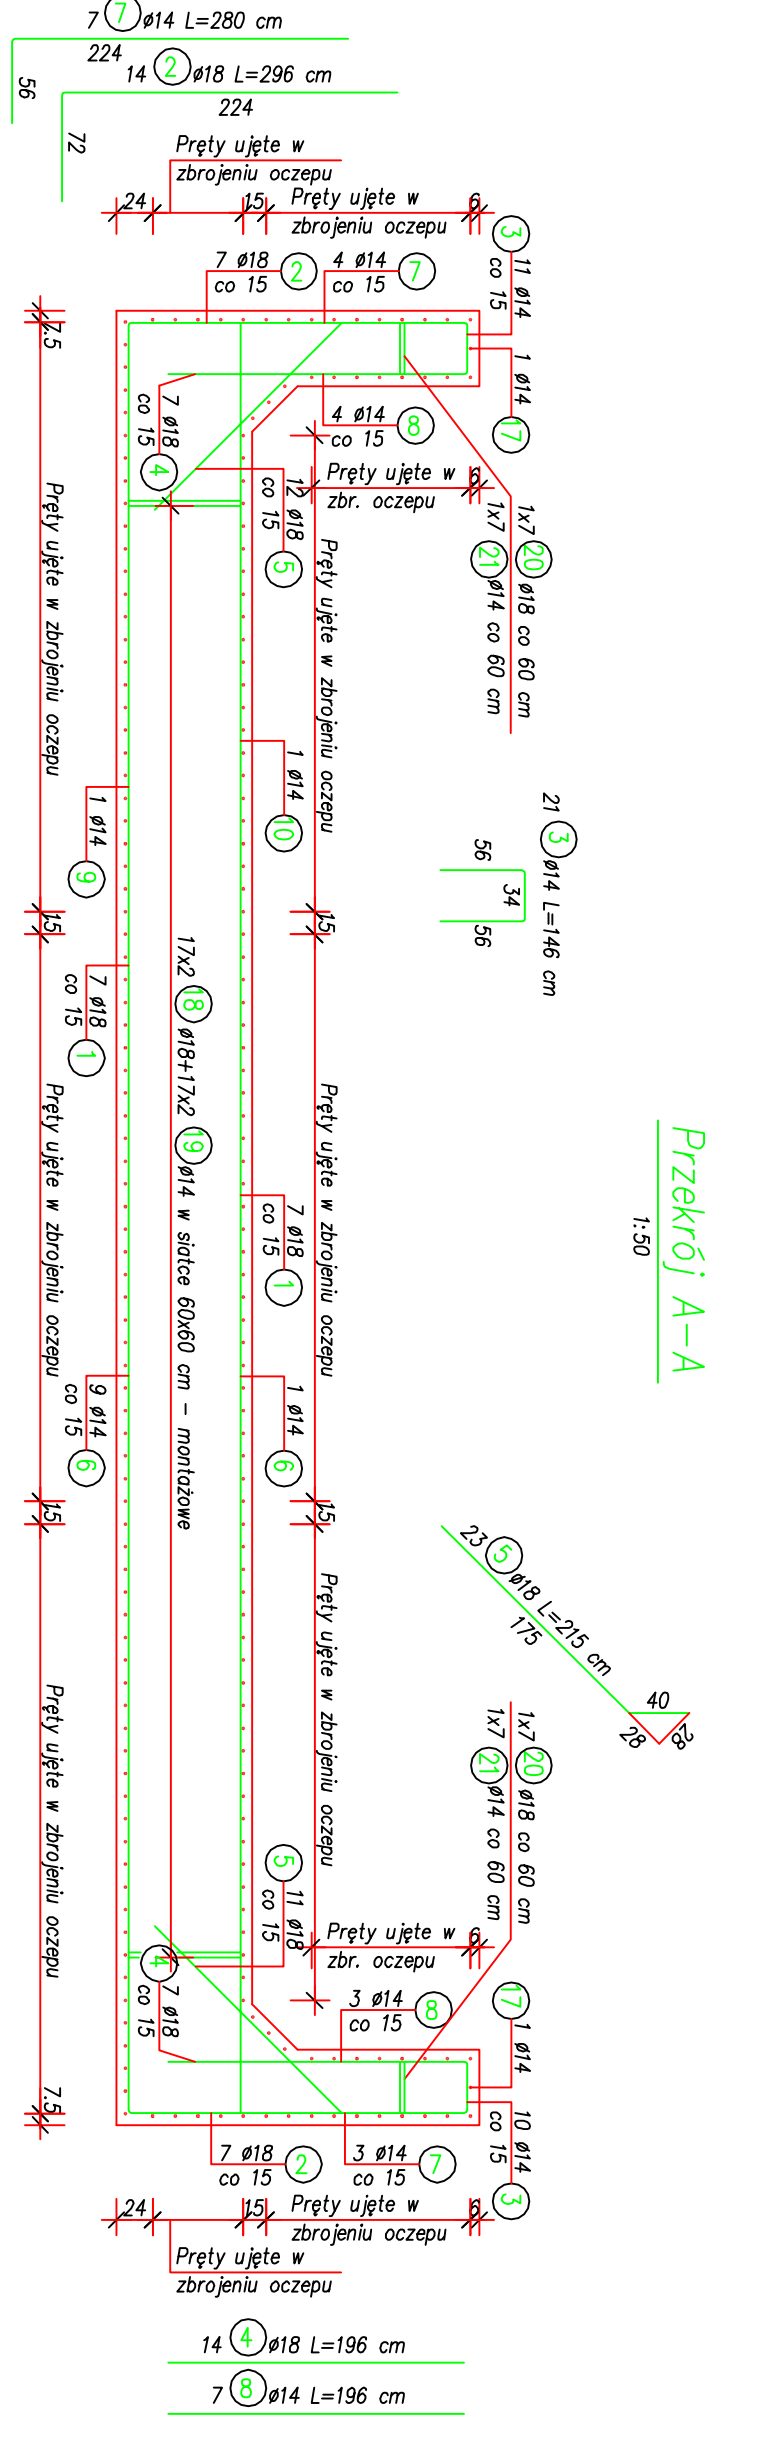 7 7 ø14 L=280 cm
224
56
14 2 ø18 L=296 cm
224
72
Pręty ujęte w
zbrojeniu oczepu
24
15
Pręty ujęte w
zbrojeniu oczepu
6
3
11 ø14
co 15
7 ø18
co 15
2
4 ø14
co 15
7
7.5
1 ø14
17
7 ø18
co 15
4
4 ø14
co 15
8
12 ø18
co 15
5
Pręty ujęte w
zbr. oczepu
6
1x7 20 ø18 co 60 cm
1x7 21 ø14 co 60 cm
Pręty ujęte w zbrojeniu oczepu
Pręty ujęte w zbrojeniu oczepu
1 ø14
10
1 ø14
9
21 3 ø14 L=146 cm
56
34
56
15
15
7 ø18
co 15
1
17x2 18 ø18+17x2 19 ø14 w siatce 60x60 cm - montażowe
Pręty ujęte w zbrojeniu oczepu
Pręty ujęte w zbrojeniu oczepu
7 ø18
co 15
1
Przekrój A-A
1:50
9 ø14
co 15
6
1 ø14
6
15
15
23 5 ø18 L=215 cm
175
40
28
28
Pręty ujęte w zbrojeniu oczepu
Pręty ujęte w zbrojeniu oczepu
1x7 20 ø18 co 60 cm
1x7 21 ø14 co 60 cm
5
11 ø18
co 15
Pręty ujęte w
zbr. oczepu
6
4
7 ø18
co 15
3 ø14
co 15
8
17
1 ø14
7.5
10 ø14
co 15
3
7 ø18
co 15
2
3 ø14
co 15
7
24
15
Pręty ujęte w
zbrojeniu oczepu
6
Pręty ujęte w
zbrojeniu oczepu
14 4 ø18 L=196 cm
7 8 ø14 L=196 cm